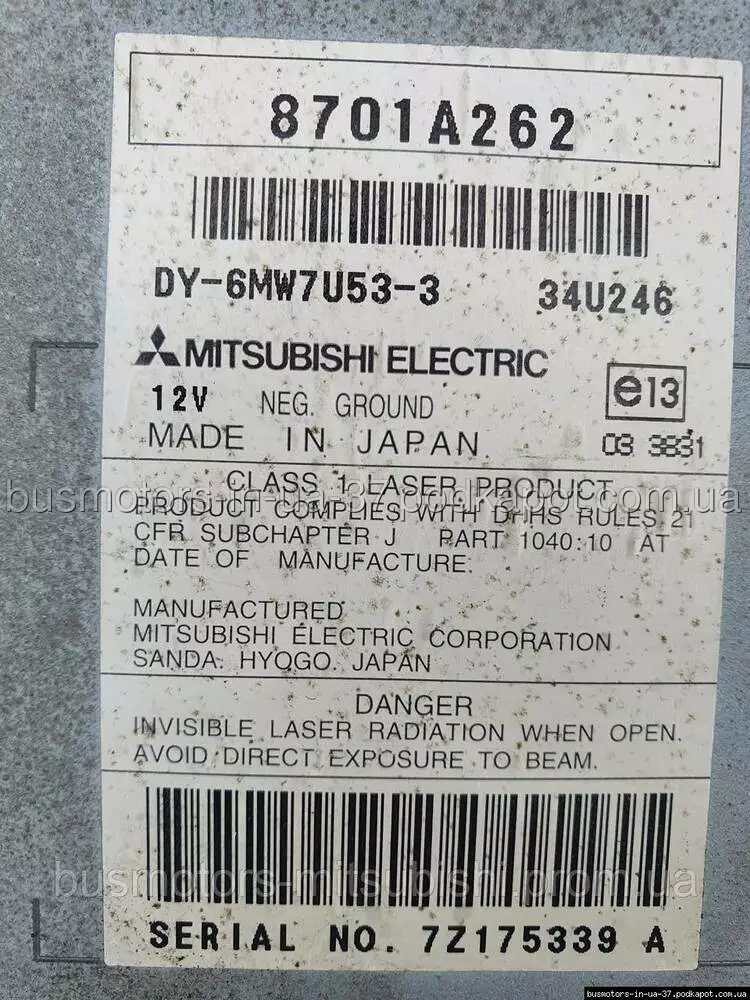 8701A262
DY-6MW7U53-3 34U246
MITSUBISHI ELECTRIC
12V NEG. GROUND e13
MADE IN JAPAN 03 3831
CLASS 1 LASER PRODUCT
busmotors-in-ua-37.podkapot.com.ua
PRODUCT COMPLIES WITH DHHS RULES 21
CFR SUBCHAPTER J PART 1040:10 AT
DATE OF MANUFACTURE.
MANUFACTURED
MITSUBISHI ELECTRIC CORPORATION
SANDA. HYOGO. JAPAN
DANGER
INVISIBLE LASER RADIATION WHEN OPEN.
AVOID DIRECT EXPOSURE TO BEAM.
busmotors-mitsubishi.prom.ua
SERIAL NO. 7Z175339 A
busmotors-in-ua-37.podkapot.com.ua